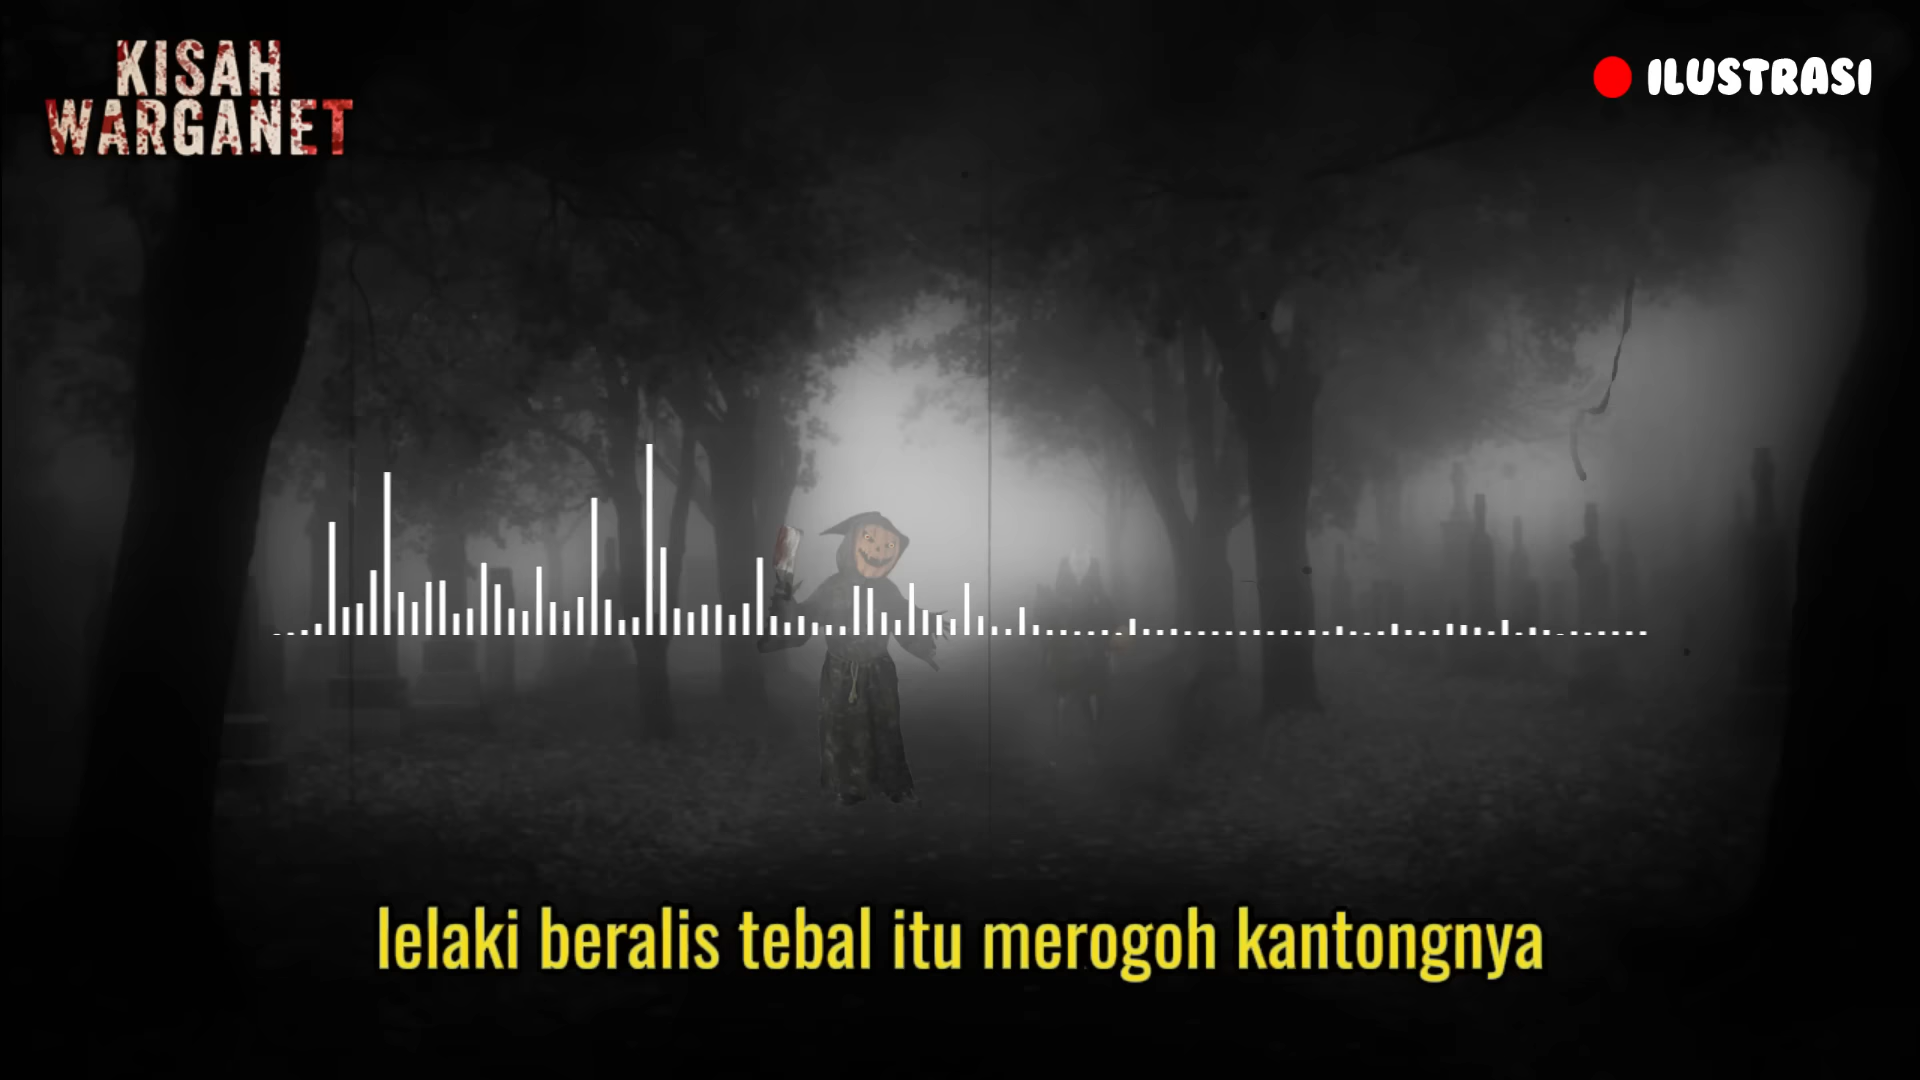 KISAH
WARGANET
ILUSTRASI
lelaki beralis tebal itu merogoh kantongnya